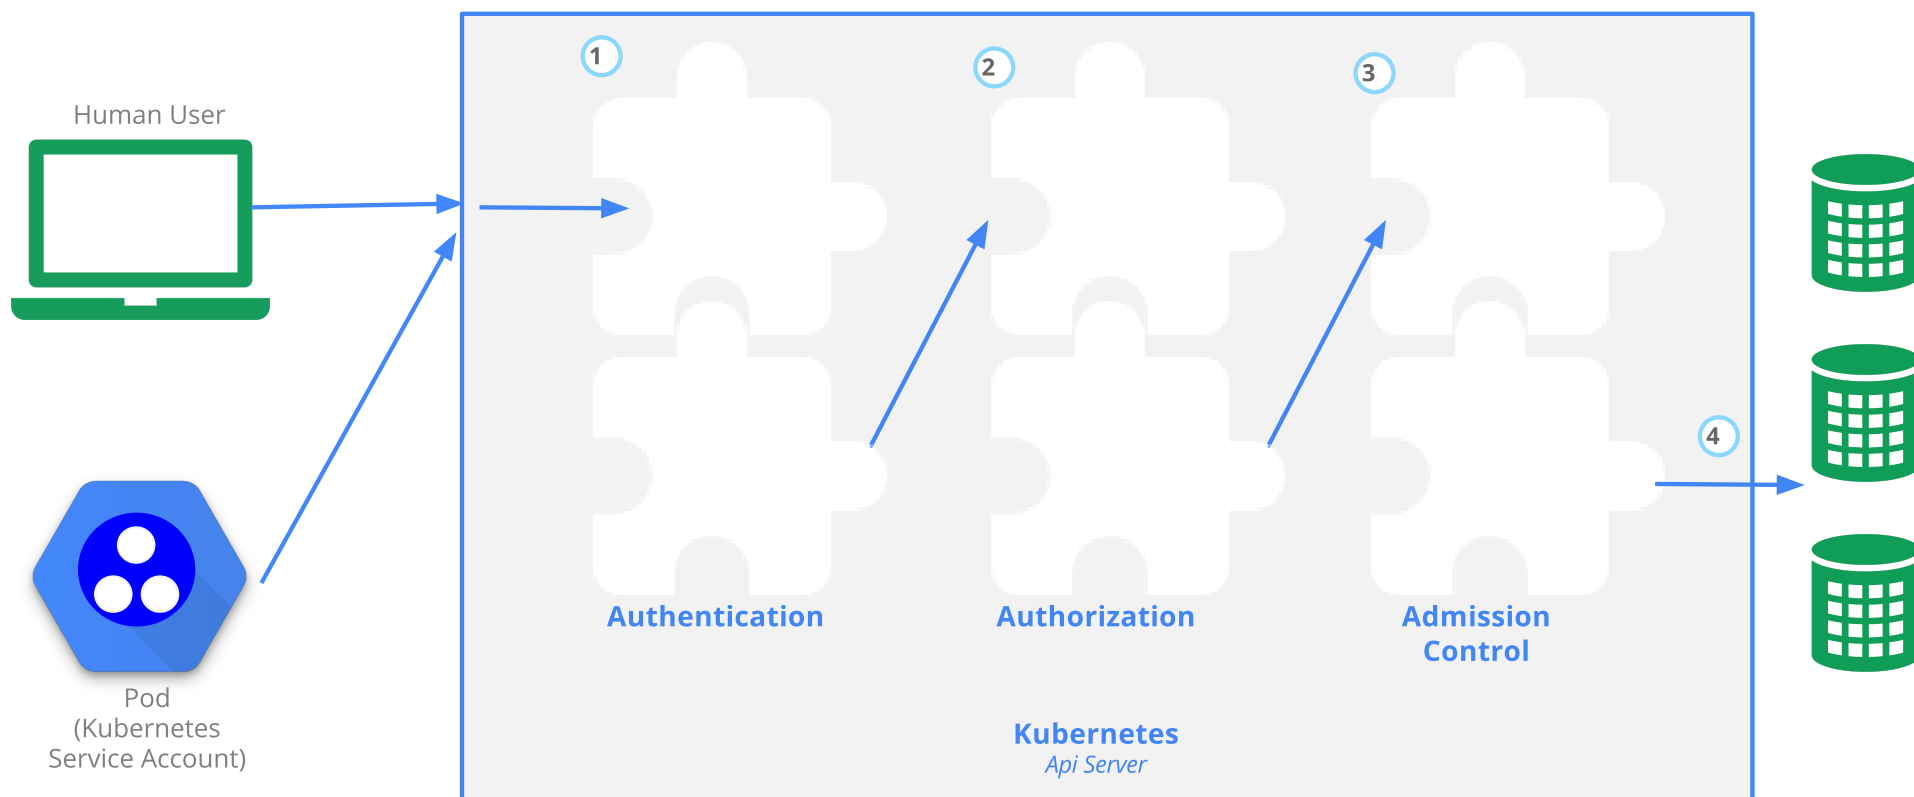 1
2
3
Human User
4
Authentication
Authorization
Admission
Control
Pod
(Kubernetes
Service Account)
Kubernetes
Api Server